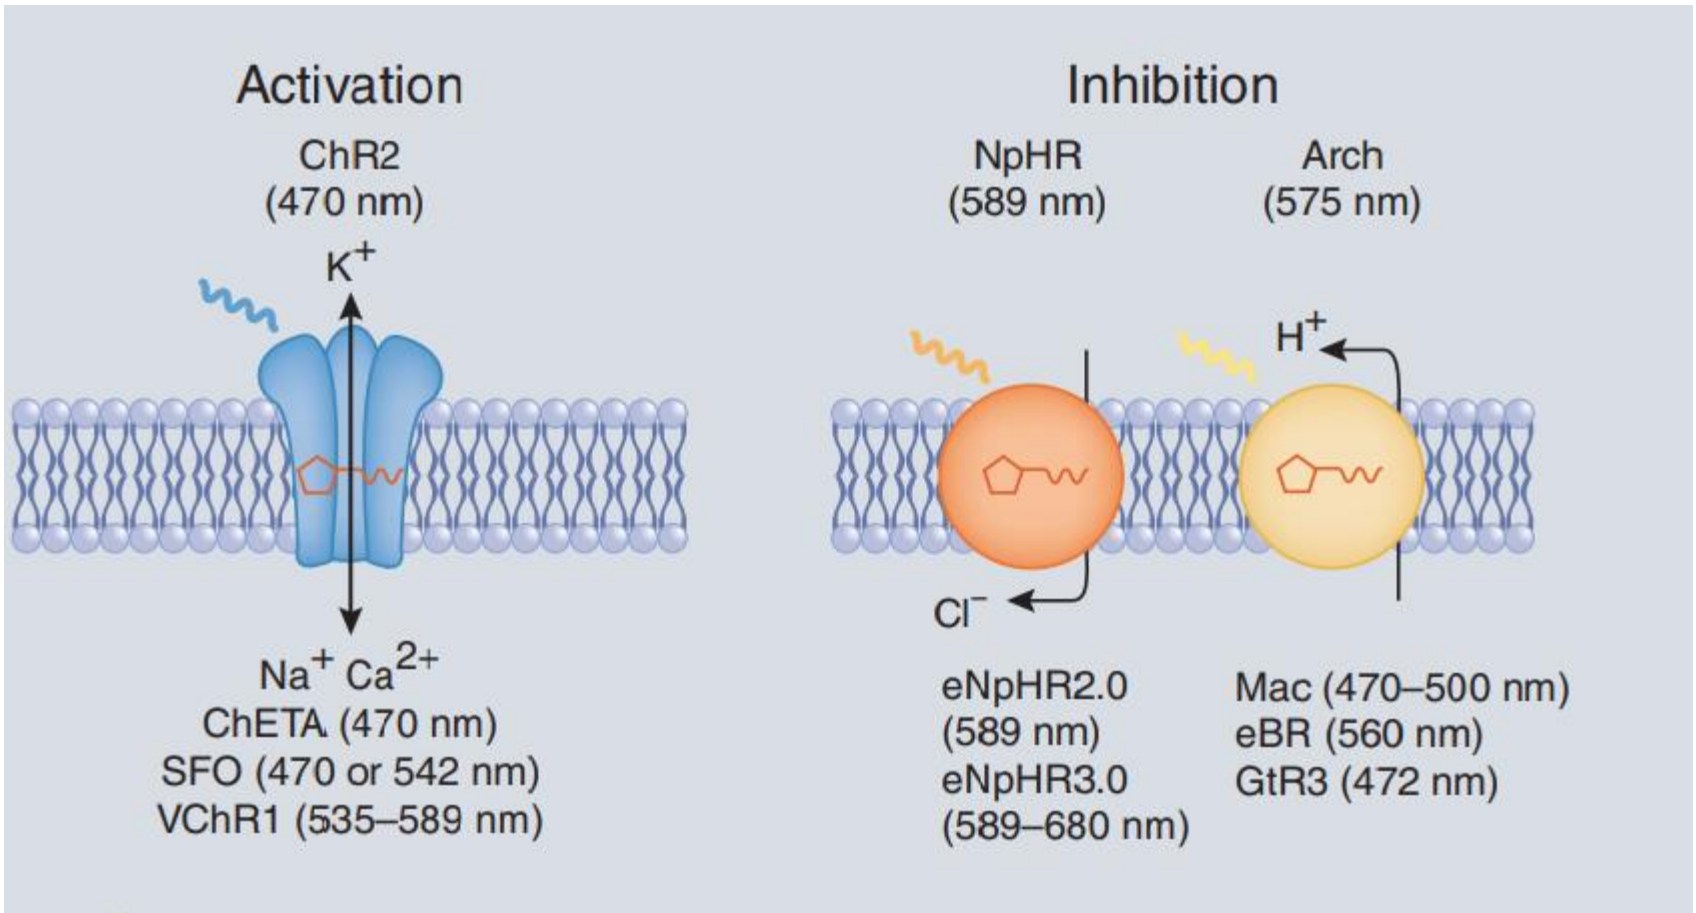 Activation
ChR2
(470 nm)
K+
Na+ Ca2+
ChETA (470 nm)
SFO (470 or 542 nm)
VChR1 (535–589 nm)
Inhibition
NpHR
(589 nm)
Cl−
eNpHR2.0
(589 nm)
eNpHR3.0
(589–680 nm)
Arch
(575 nm)
H+
Mac (470–500 nm)
eBR (560 nm)
GtR3 (472 nm)